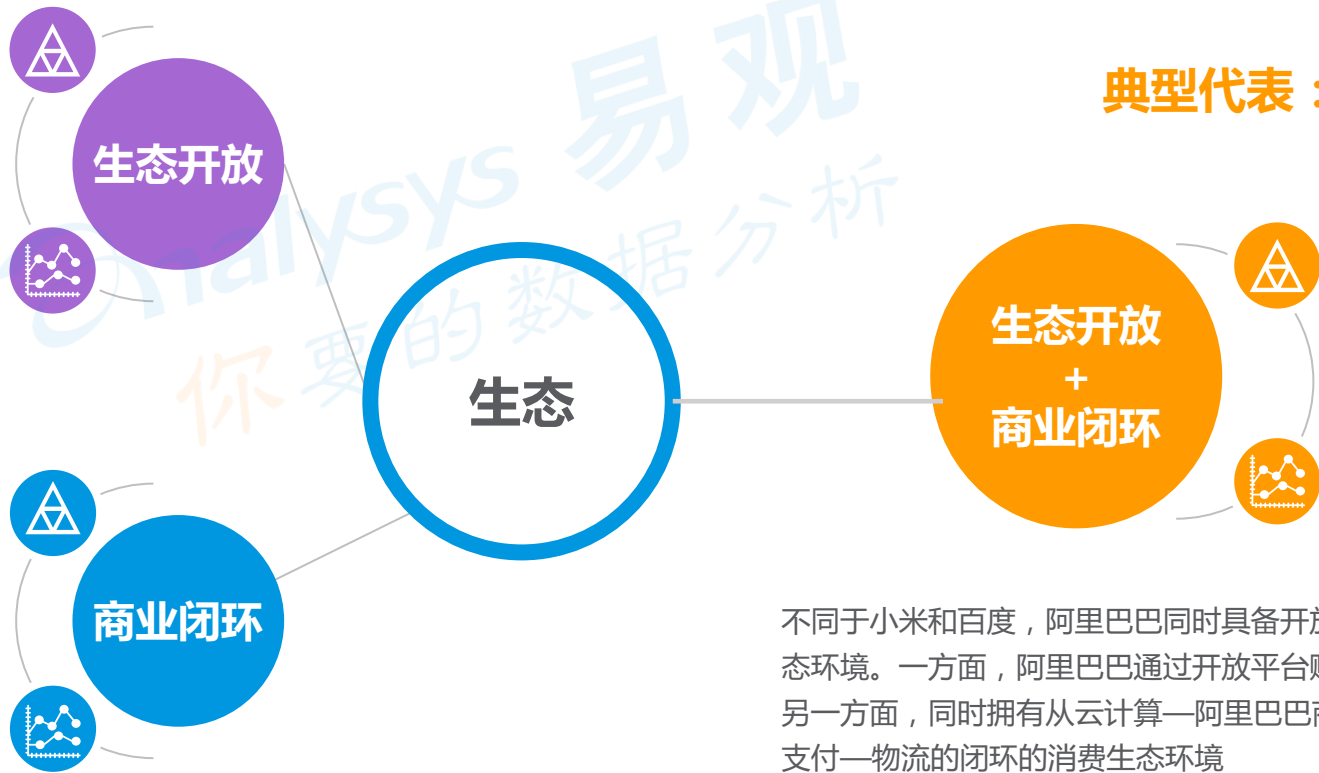 典型代表：
生态开放
生态
生态开放
+
商业闭环
商业闭环
不同于小米和百度，阿里巴巴同时具备开放
态环境。一方面，阿里巴巴通过开放平台
另一方面，同时拥有从云计算—阿里巴巴
支付—物流的闭环的消费生态环境
analysys 易观
你要的数据分析